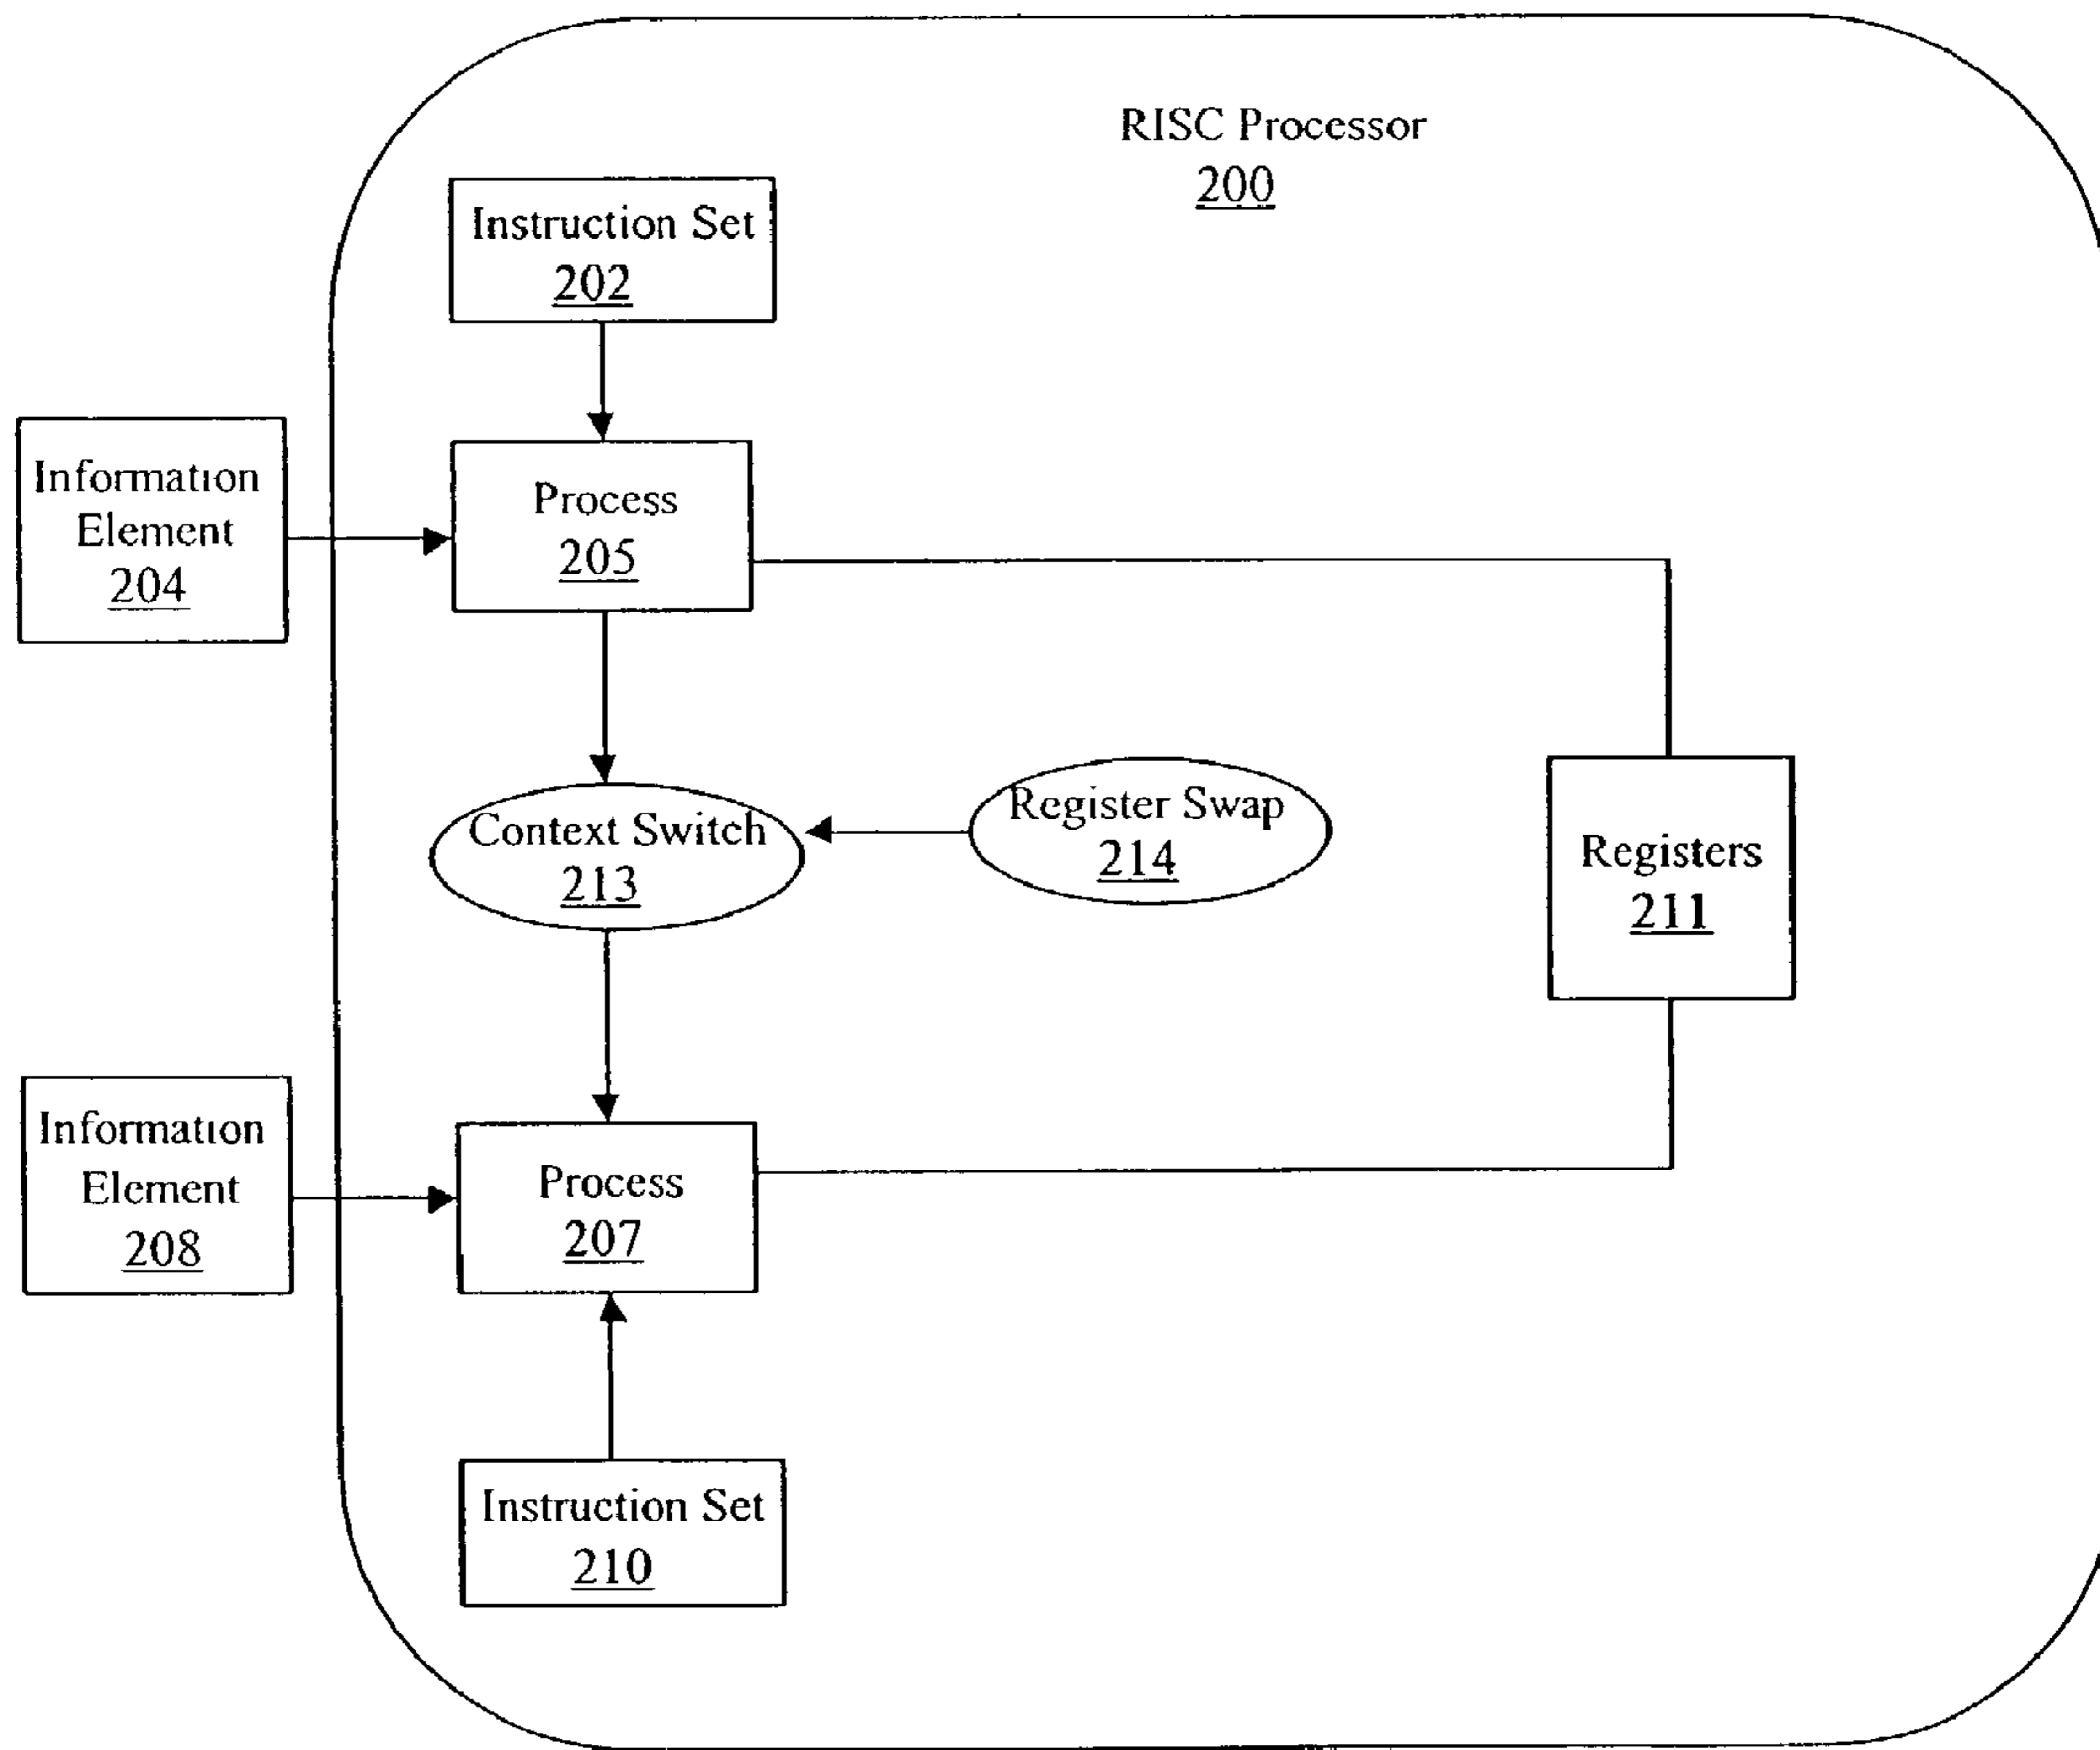 RISC Processor
200
Instruction Set
202
Information
Element
204
Process
205
Context Switch
213
Register Swap
214
Registers
211
Information
Element
208
Process
207
Instruction Set
210